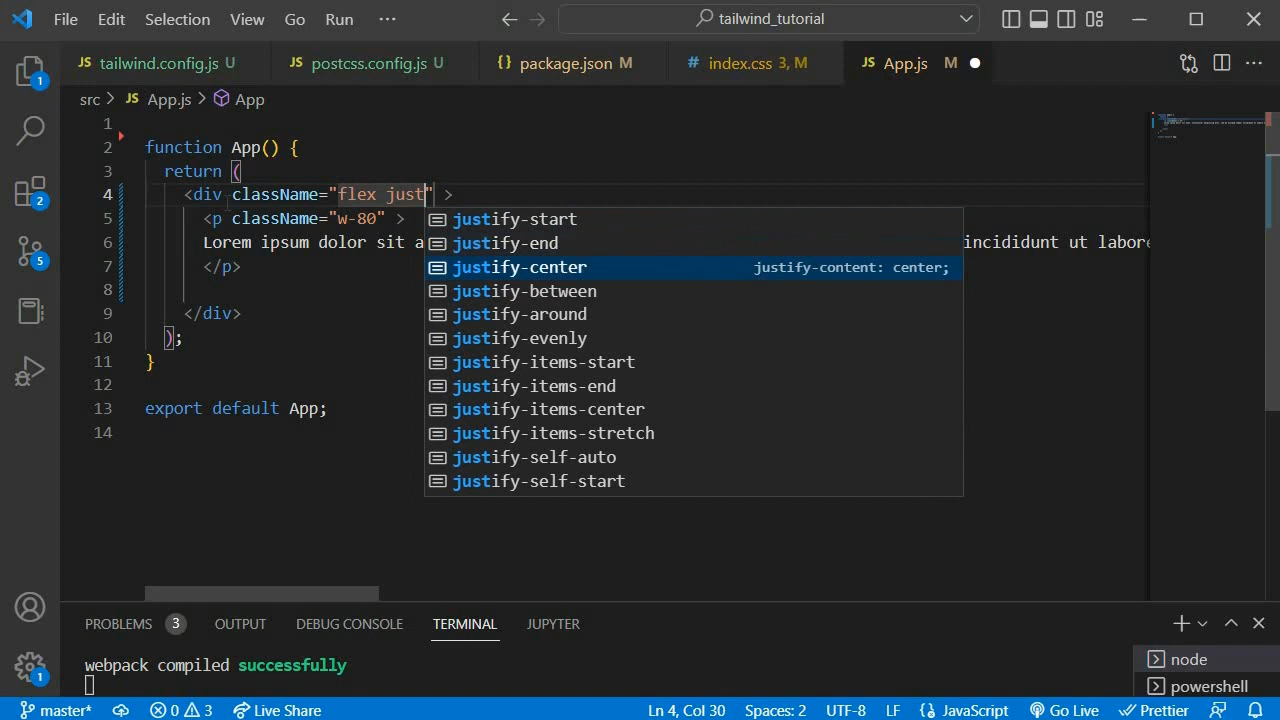 File Edit Selection View Go Run ··· tailwind_tutorial
JS tailwind.config.js U JS postcss.config.js U {} package.json M # index.css 3, M JS App.js M
src > JS App.js > App
1
2 function App() {
3 return (
4 <div className="flex just" >
5 <p className="w-80" >
6 Lorem ipsum dolor sit a incididunt ut labore
7 </p>
8
9 </div>
10 );
11 }
12
13 export default App;
14
justify-start
justify-end
justify-center justify-content: center;
justify-between
justify-around
justify-evenly
justify-items-start
justify-items-end
justify-items-center
justify-items-stretch
justify-self-auto
justify-self-start
1
2
5
1
PROBLEMS 3 OUTPUT DEBUG CONSOLE TERMINAL JUPYTER
webpack compiled successfully
node
powershell
master* 0 3 Live Share Ln 4, Col 30 Spaces: 2 UTF-8 LF {} JavaScript Go Live Prettier